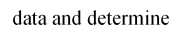 data and determine